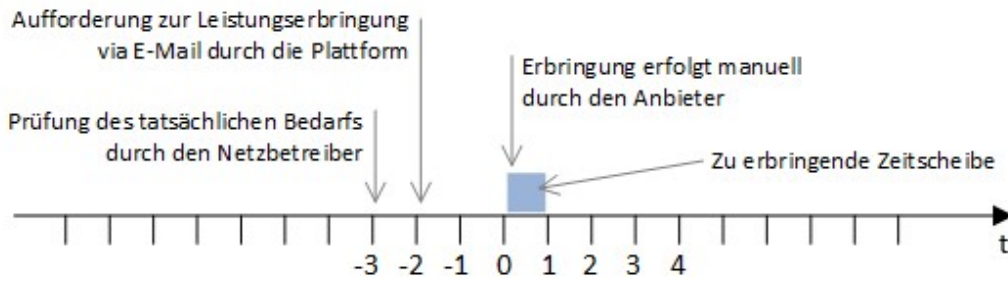 Aufforderung zur Leistungserbringung
via E-Mail durch die Plattform
Erbringung erfolgt manuell
durch den Anbieter
Prüfung des tatsächlichen Bedarfs
durch den Netzbetreiber
Zu erbringende Zeitscheibe
t
-3 -2 -1 0 1 2 3 4